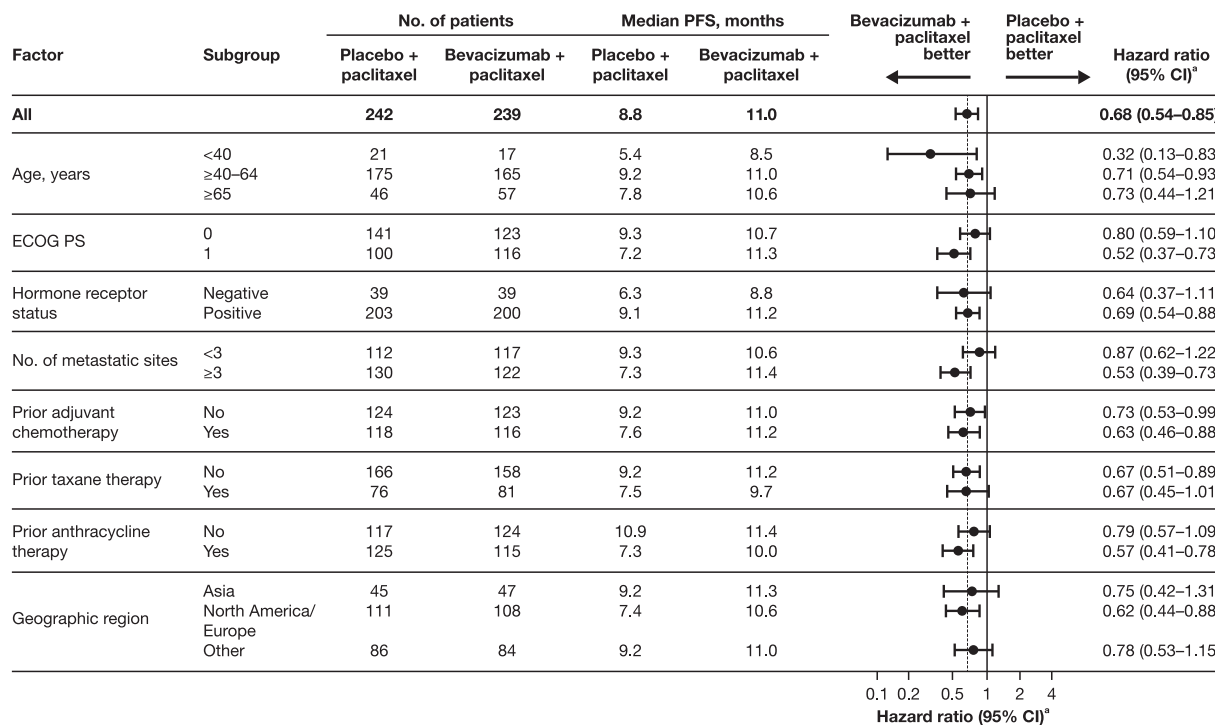 No. of patients Median PFS, months Bevacizumab + paclitaxel better Placebo + paclitaxel better
Factor Subgroup Placebo + paclitaxel Bevacizumab + paclitaxel Placebo + paclitaxel Bevacizumab + paclitaxel Hazard ratio (95% CI)a
All 242 239 8.8 11.0 0.68 (0.54–0.85)
Age, years
<40 21 17 5.4 8.5 0.32 (0.13–0.83
≥40–64 175 165 9.2 11.0 0.71 (0.54–0.93
≥65 46 57 7.8 10.6 0.73 (0.44–1.21
ECOG PS
0 141 123 9.3 10.7 0.80 (0.59–1.10
1 100 116 7.2 11.3 0.52 (0.37–0.73
Hormone receptor status
Negative 39 39 6.3 8.8 0.64 (0.37–1.11
Positive 203 200 9.1 11.2 0.69 (0.54–0.88
No. of metastatic sites
<3 112 117 9.3 10.6 0.87 (0.62–1.22
≥3 130 122 7.3 11.4 0.53 (0.39–0.73
Prior adjuvant chemotherapy
No 124 123 9.2 11.0 0.73 (0.53–0.99
Yes 118 116 7.6 11.2 0.63 (0.46–0.88
Prior taxane therapy
No 166 158 9.2 11.2 0.67 (0.51–0.89
Yes 76 81 7.5 9.7 0.67 (0.45–1.01
Prior anthracycline therapy
No 117 124 10.9 11.4 0.79 (0.57–1.09
Yes 125 115 7.3 10.0 0.57 (0.41–0.78
Geographic region
Asia 45 47 9.2 11.3 0.75 (0.42–1.31
North America/ Europe 111 108 7.4 10.6 0.62 (0.44–0.88
Other 86 84 9.2 11.0 0.78 (0.53–1.15
0.1 0.2 0.5 1 2 4
Hazard ratio (95% CI)a